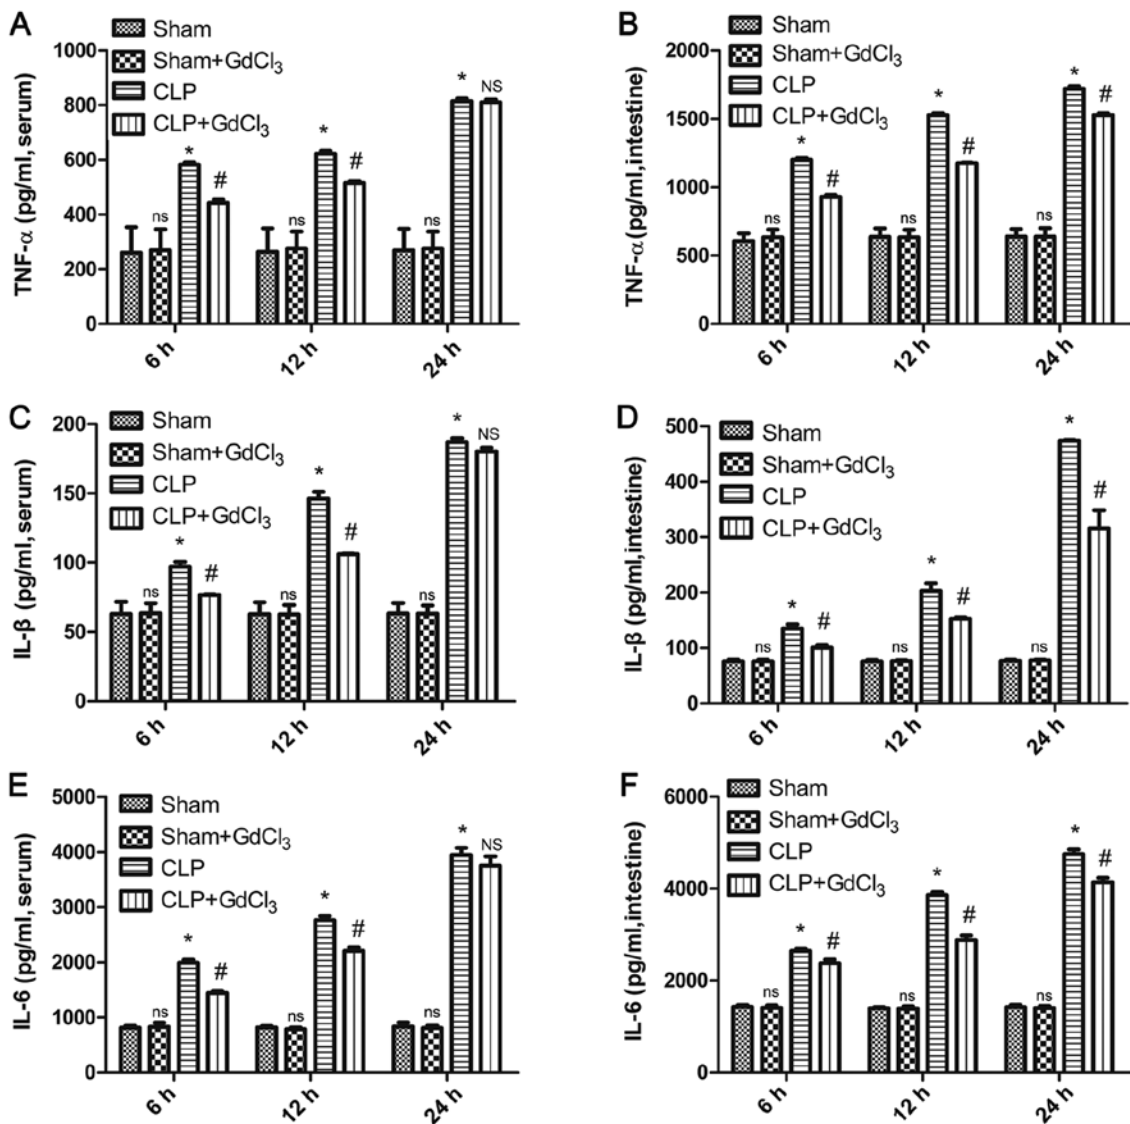 A
Sham
Sham+GdCl₃
CLP
CLP+GdCl₃
TNF-α (pg/ml, serum)
1000
800
600
400
200
0
ns
*
#
ns
*
#
ns
*
NS
6 h
12 h
24 h
B
Sham
Sham+GdCl₃
CLP
CLP+GdCl₃
TNF-α (pg/ml,intestine)
2000
1500
1000
500
0
ns
*
#
ns
*
#
ns
*
#
6 h
12 h
24 h
C
Sham
Sham+GdCl₃
CLP
CLP+GdCl₃
IL-β (pg/ml, serum)
200
150
100
50
0
ns
*
#
ns
*
#
ns
*
NS
6 h
12 h
24 h
D
Sham
Sham+GdCl₃
CLP
CLP+GdCl₃
IL-β (pg/ml,intestine)
500
400
300
200
100
0
ns
*
#
ns
*
#
ns
*
#
6 h
12 h
24 h
E
Sham
Sham+GdCl₃
CLP
CLP+GdCl₃
IL-6 (pg/ml, serum)
5000
4000
3000
2000
1000
0
ns
*
#
ns
*
#
ns
*
NS
6 h
12 h
24 h
F
Sham
Sham+GdCl₃
CLP
CLP+GdCl₃
IL-6 (pg/ml,intestine)
6000
4000
2000
0
ns
*
#
ns
*
#
ns
*
#
6 h
12 h
24 h